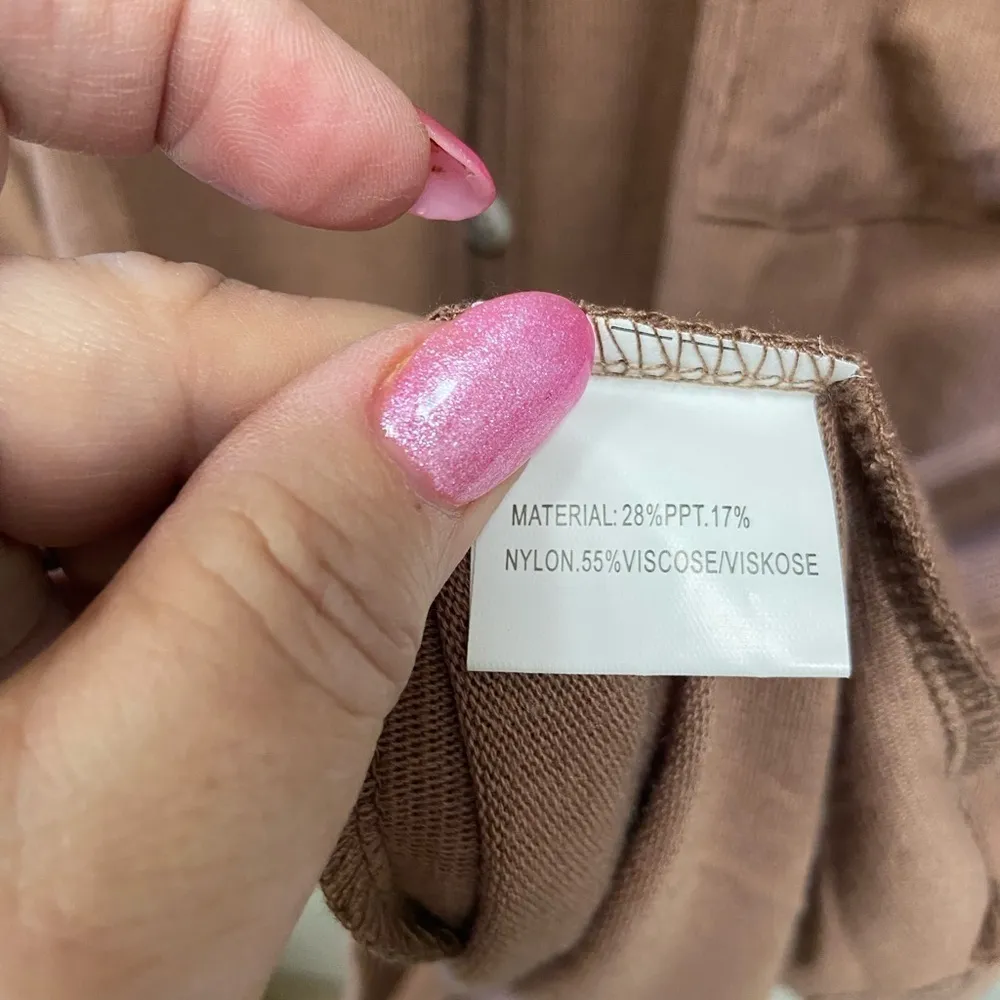 MATERIAL: 28%PPT.17%
NYLON.55%VISCOSE/VISKOSE